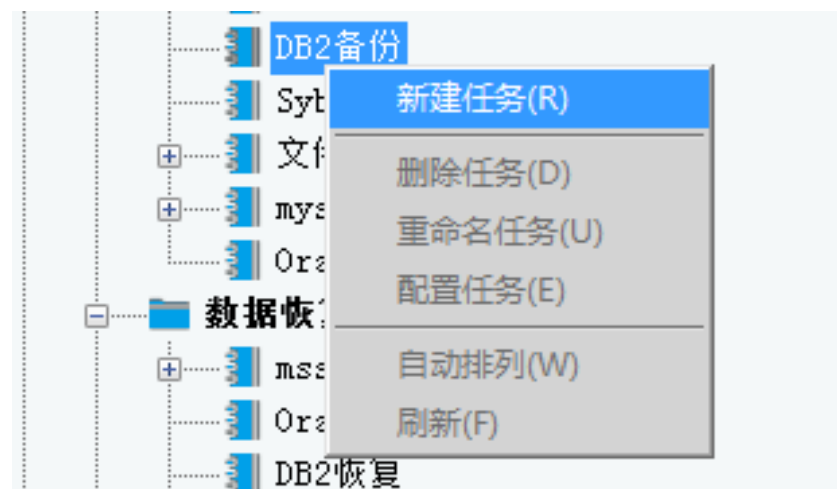 DB2备份
新建任务(R)
删除任务(D)
重命名任务(U)
配置任务(E)
自动排列(W)
刷新(F)
Syb
文件
mys
Ora
数据恢复
mss
Ora
DB2恢复